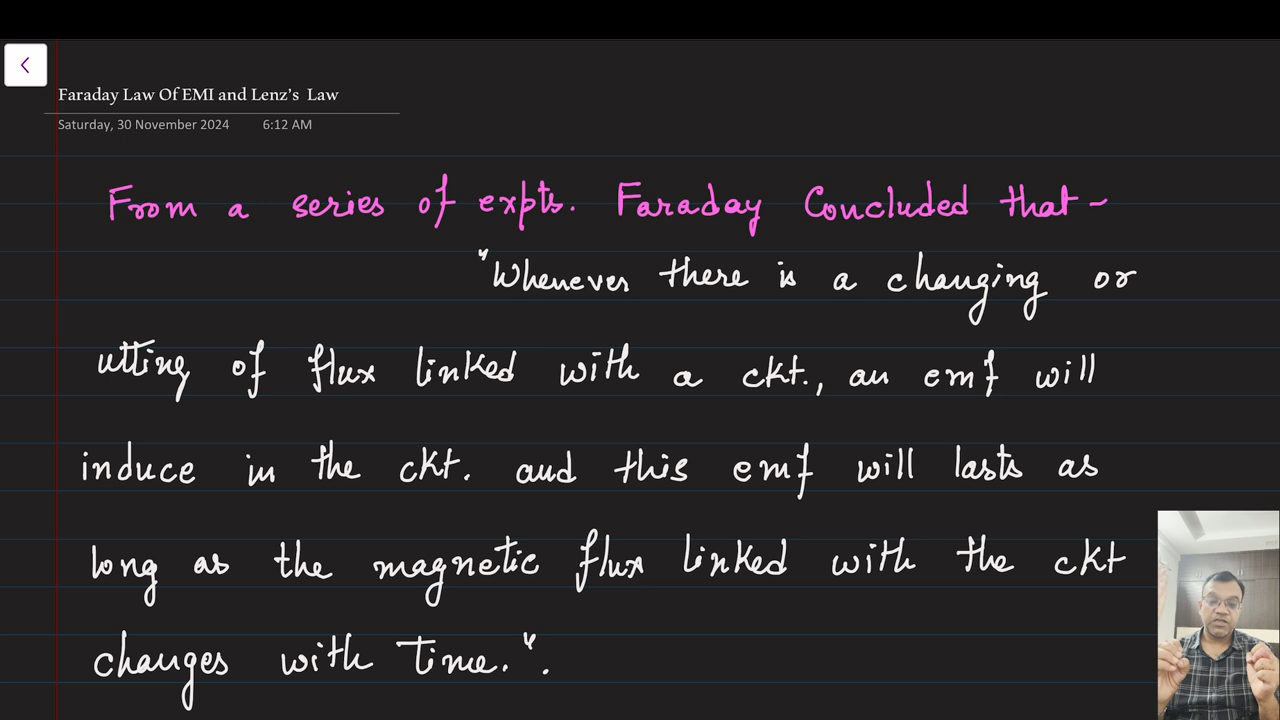 Faraday Law Of EMI and Lenz's Law
Saturday, 30 November 2024 6:12 AM
From a series of expts. Faraday Concluded that -
"Whenever there is a changing or
utting of flux linked with a ckt., an emf will
induce in the ckt. and this emf will lasts as
long as the magnetic flux linked with the ckt
changes with time.".